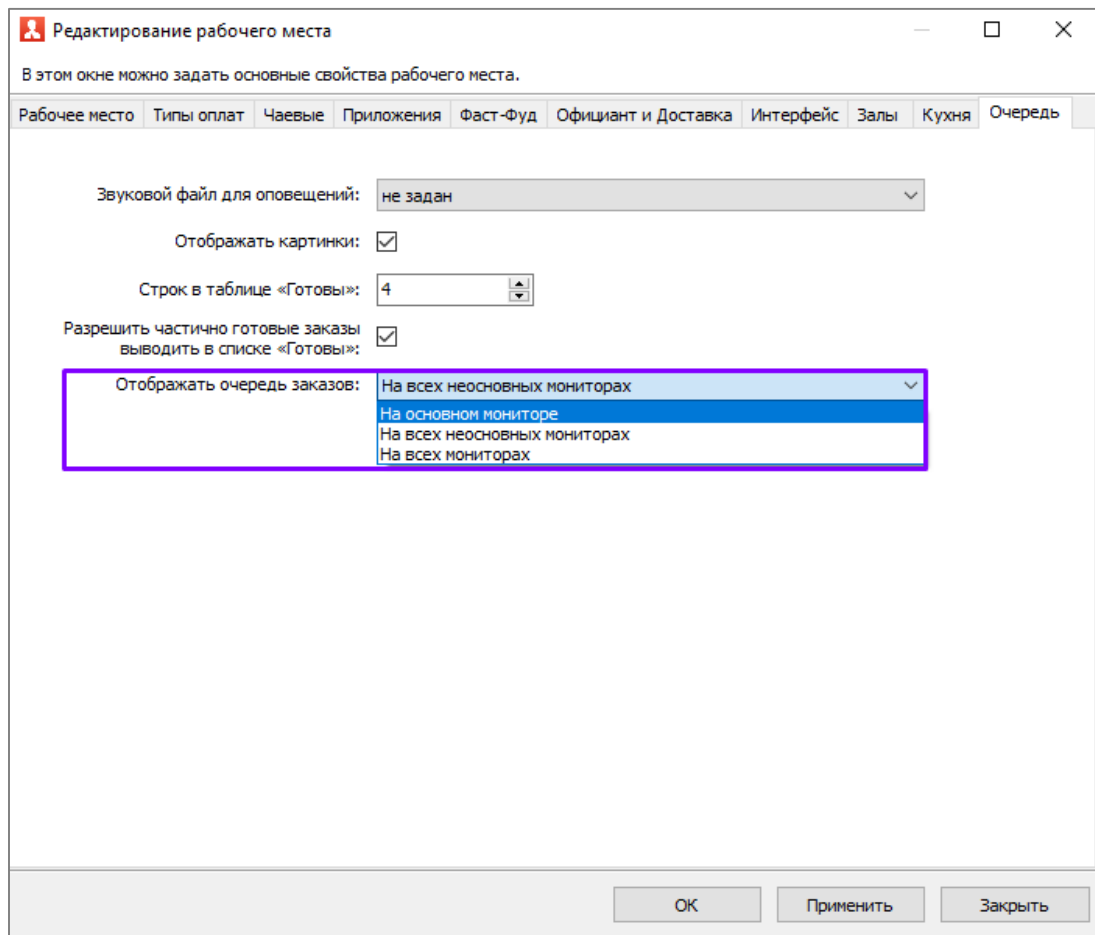 Редактирование рабочего места
В этом окне можно задать основные свойства рабочего места.
Рабочее место Типы оплат Чаевые Приложения Фаст-Фуд Официант и Доставка Интерфейс Залы Кухня Очередь
Звуковой файл для оповещений: не задан
Отображать картинки:
Строк в таблице «Готовы»: 4
Разрешить частично готовые заказы
выводить в списке «Готовы»:
Отображать очередь заказов: На всех неосновных мониторах
На основном мониторе
На всех неосновных мониторах
На всех мониторах
ОК Применить Закрыть